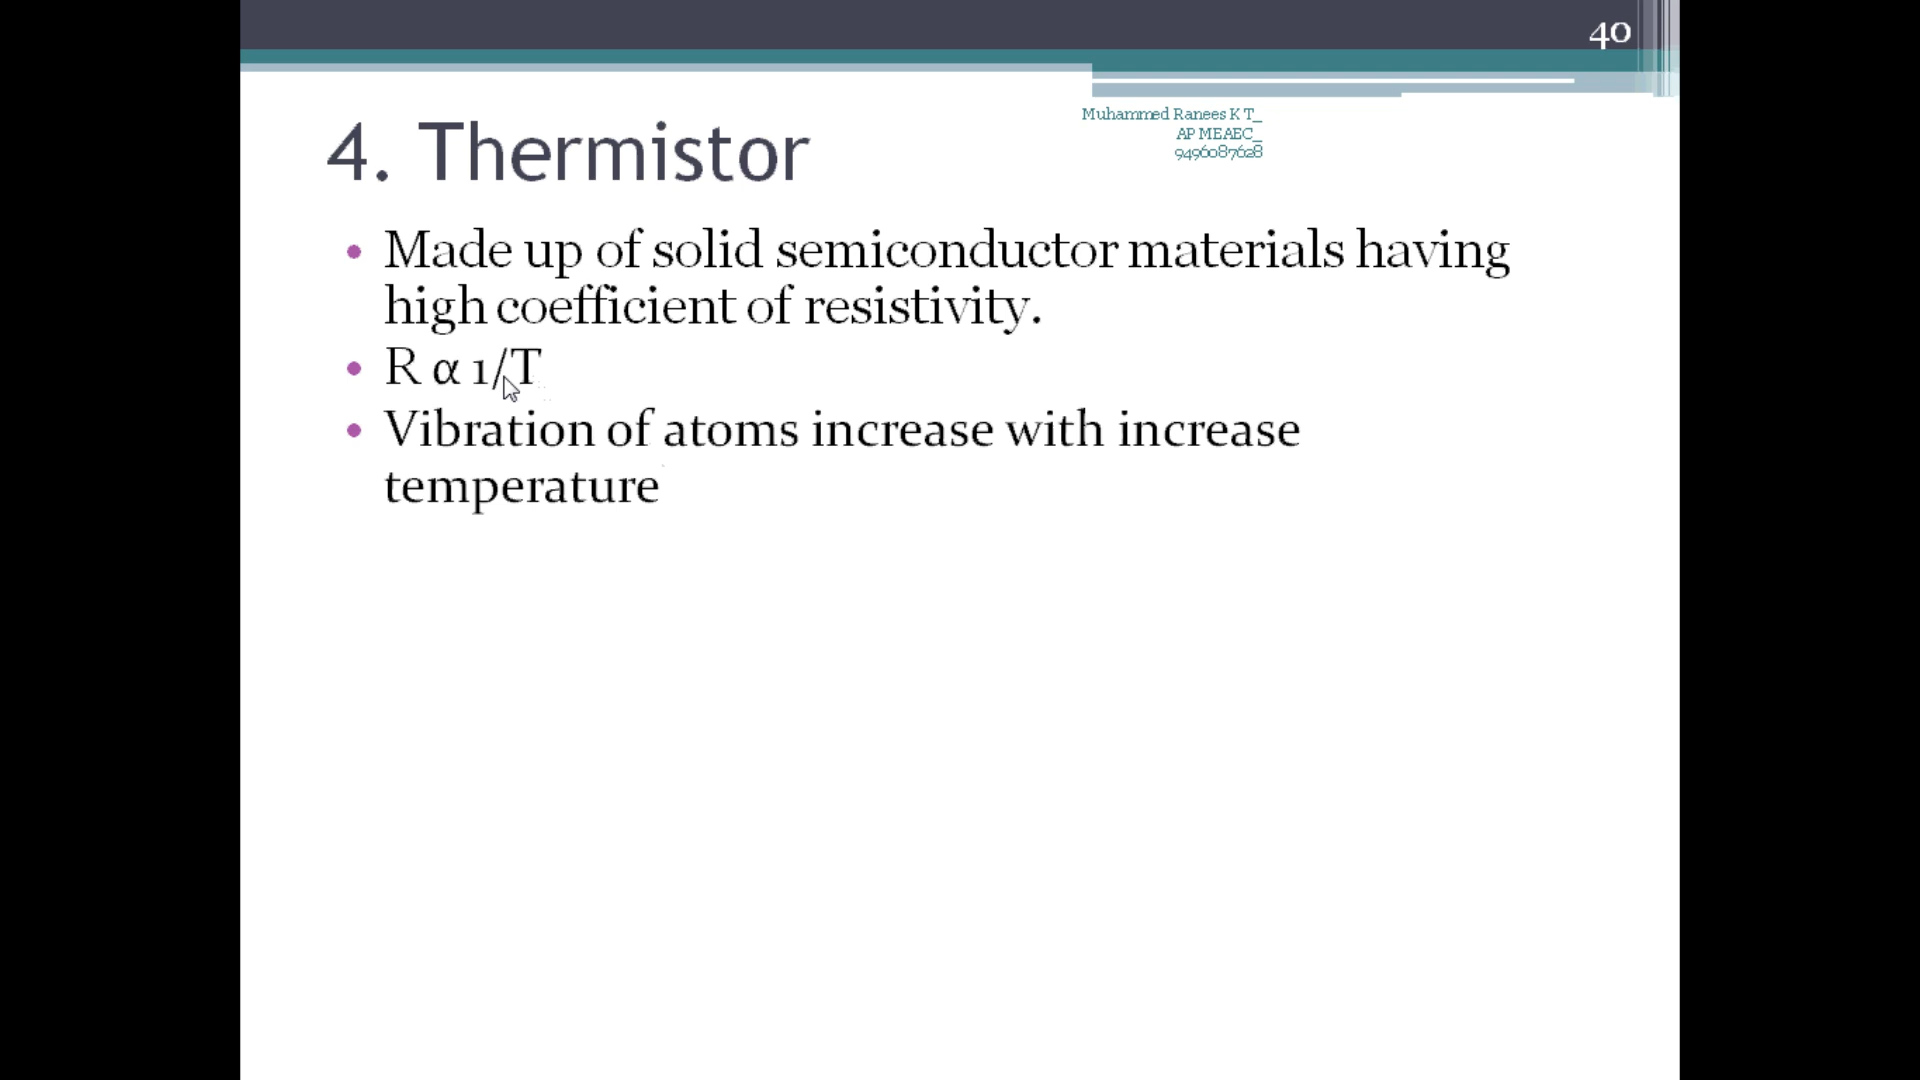 40
Muhammed Ranees K T_
AP MEAEC_
9496087628
4. Thermistor
• Made up of solid semiconductor materials having
high coefficient of resistivity.
• R α 1/T
• Vibration of atoms increase with increase
temperature